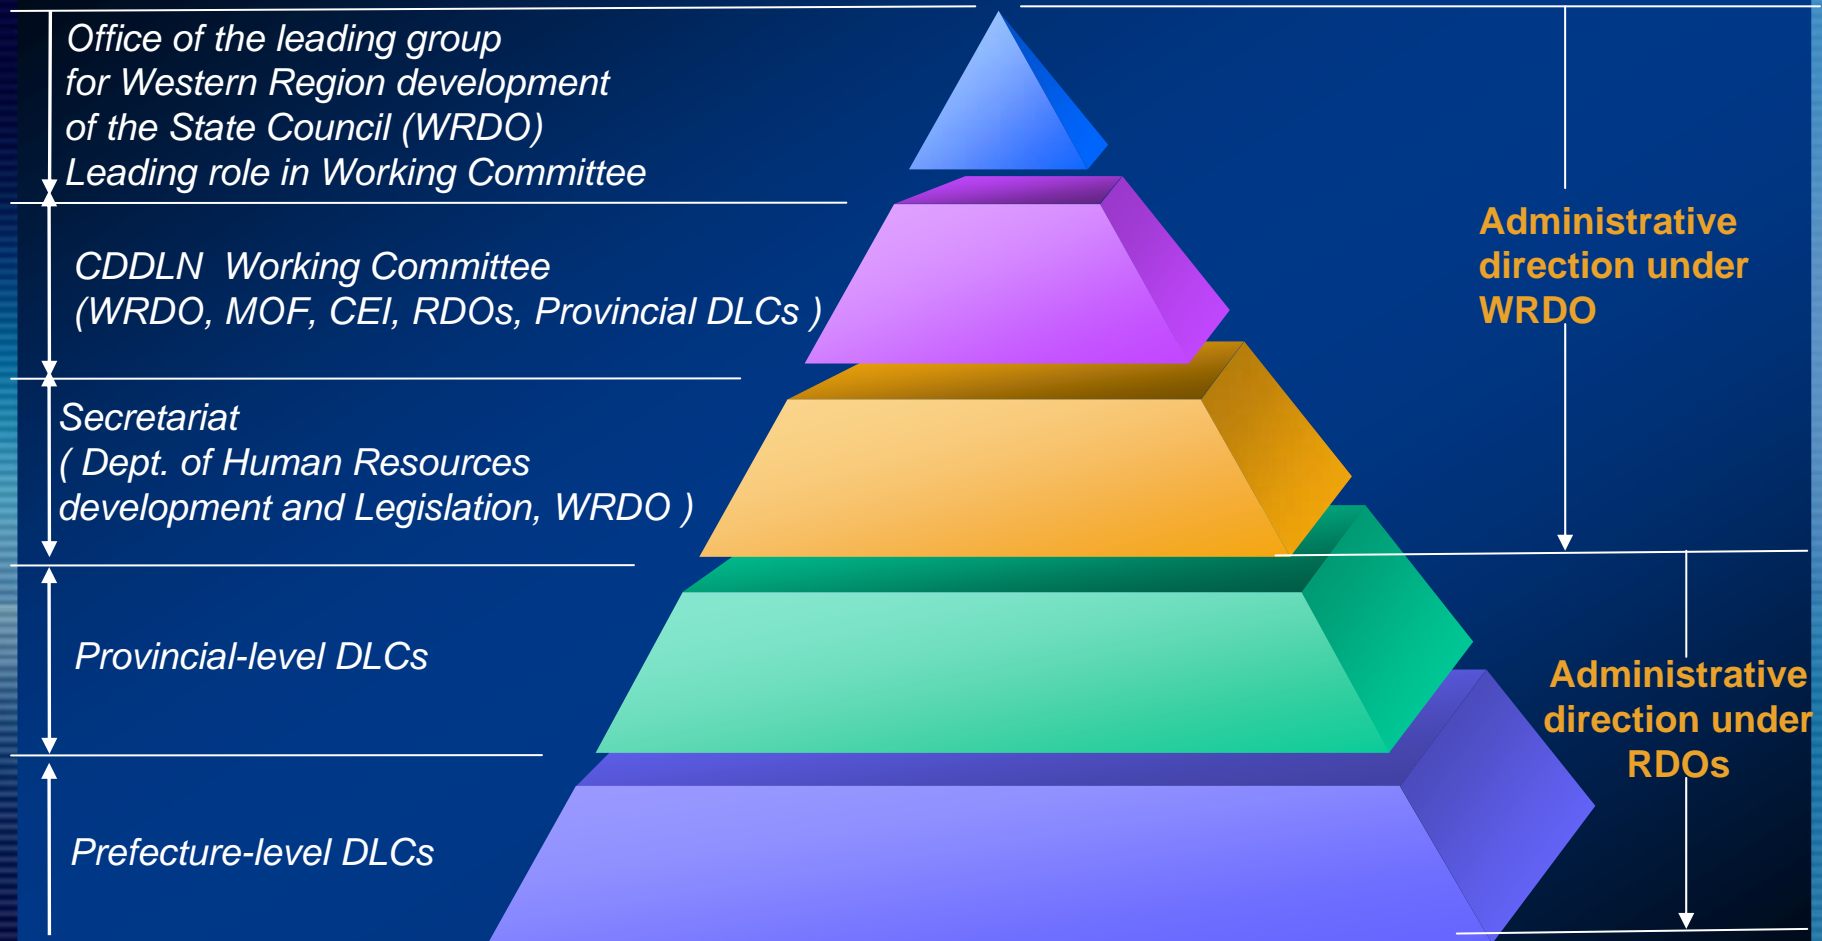 Office of the leading group
for Western Region development
of the State Council (WRDO)
Leading role in Working Committee
CDDLN Working Committee
(WRDO, MOF, CEI, RDOs, Provincial DLCs )
Secretariat
( Dept. of Human Resources
development and Legislation, WRDO )
Provincial-level DLCs
Prefecture-level DLCs
Administrative
direction under
WRDO
Administrative
direction under
RDOs